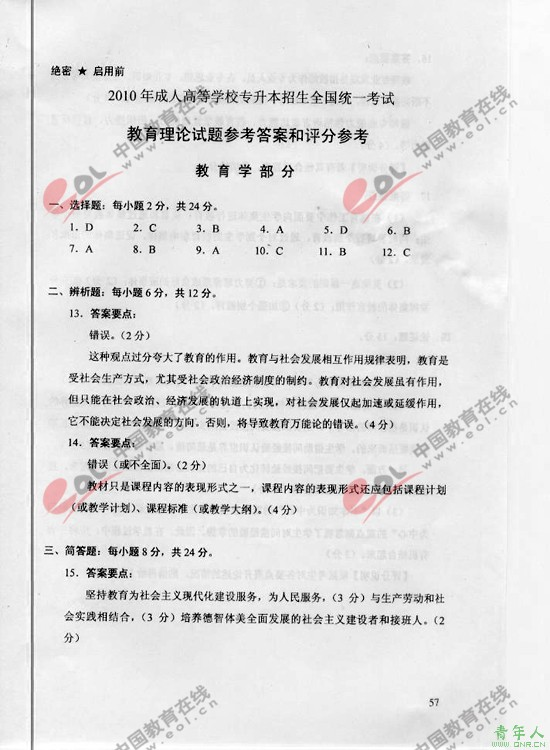 绝密 ★ 启用前
2010年成人高等学校专升本招生全国统一考试
教育理论试题参考答案和评分参考
教育学部分
一、选择题：每小题2分，共24分。
1. D 2. C 3. B 4. A 5. D 6. B
7. A 8. B 9. A 10. C 11. B 12. B
二、辨析题：每小题6分，共12分。
13. 答案要点：
错误。（2分）
这种观点过分夸大了教育的作用。教育与社会发展相互作用规律表明，教育是
受社会生产方式，尤其受社会政治经济制度的制约。教育对社会发展虽有作用，
但只能在社会政治、经济发展的轨道上实现，对社会发展仅起加速或延缓作用，
它不能决定社会发展的方向。否则，将导致教育万能论的错误。（4分）
14. 答案要点：
错误（或不全面）。（2分）
教材只是课程内容的表现形式之一，课程内容的表现形式还应包括课程计划
（或教学计划）、课程标准（或教学大纲）。（4分）
三、简答题：每小题8分，共24分。
15. 答案要点：
坚持教育为社会主义现代化建设服务，为人民服务，（3 分）与生产劳动和社
会实践相结合，（3 分）培养德智体美全面发展的社会主义建设者和接班人。（2
分）
57
eol 中国教育在线
www.eol.cn
青年人
WWW.QNR.CN